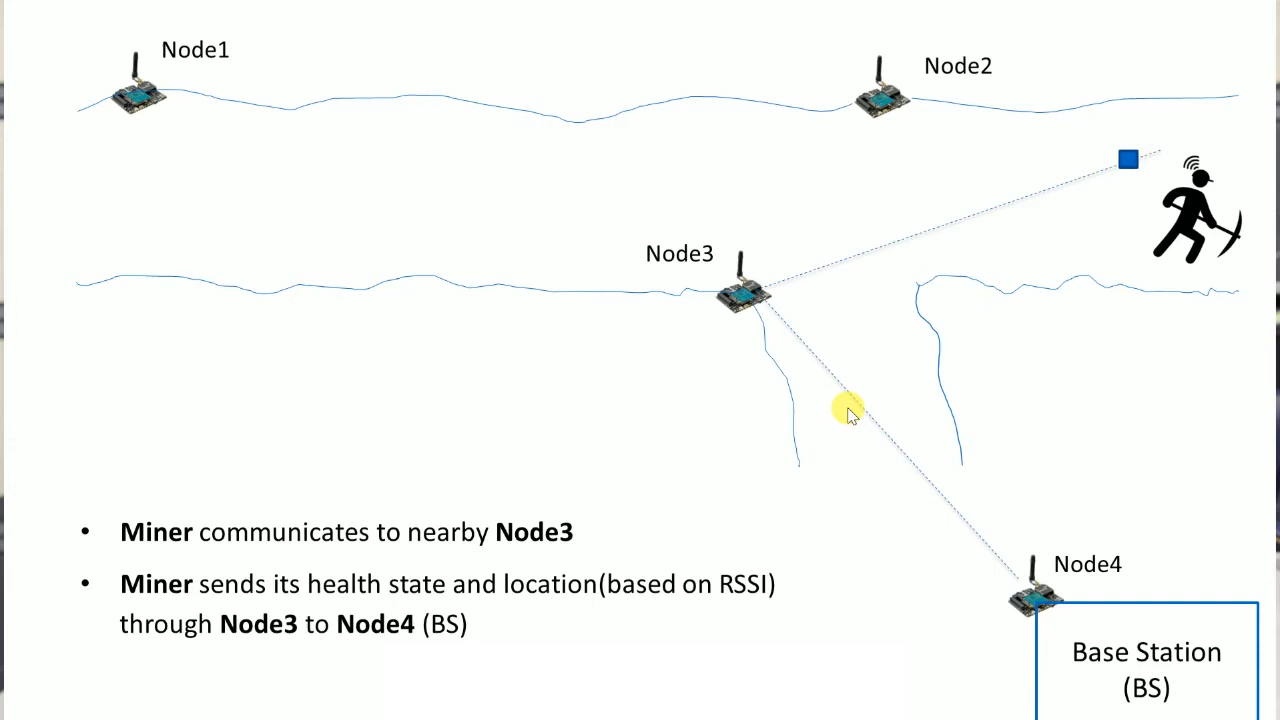 Node1
Node2
Node3
• Miner communicates to nearby Node3
• Miner sends its health state and location(based on RSSI)
through Node3 to Node4 (BS)
Node4
Base Station
(BS)